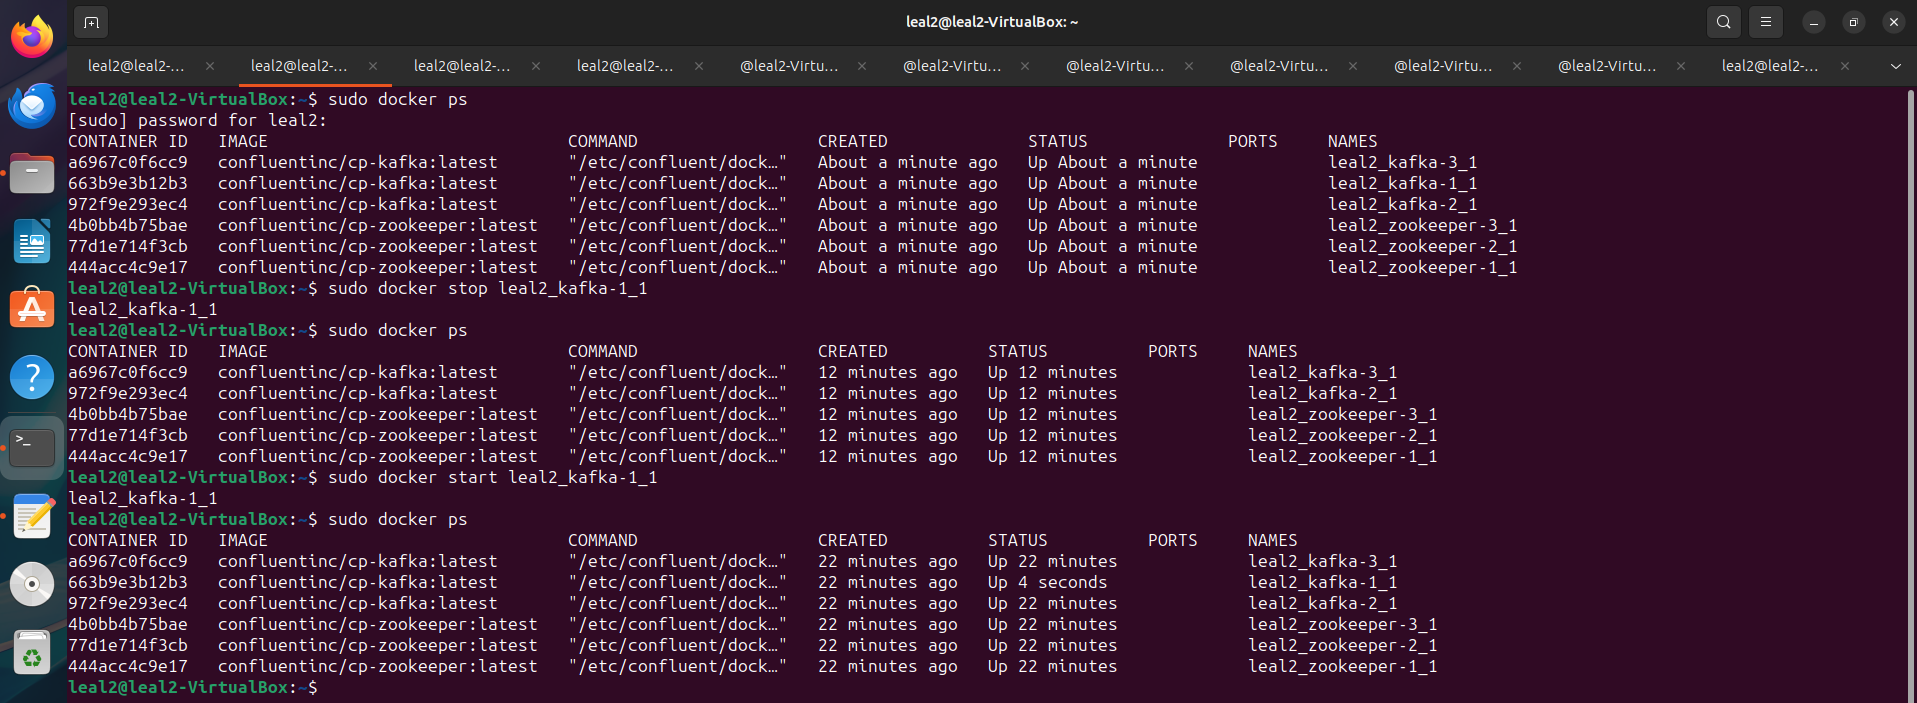 leal2@leal2-VirtualBox: ~
leal2@leal2-... leal2@leal2-... leal2@leal2-... leal2@leal2-... @leal2-Virtu... @leal2-Virtu... @leal2-Virtu... @leal2-Virtu... @leal2-Virtu... @leal2-Virtu... leal2@leal2-...
leal2@leal2-VirtualBox:~$ sudo docker ps
[sudo] password for leal2:
CONTAINER ID   IMAGE                              COMMAND                  CREATED              STATUS              PORTS     NAMES
a6967c0f6cc9   confluentinc/cp-kafka:latest       "/etc/confluent/dock…"   About a minute ago   Up About a minute             leal2_kafka-3_1
663b9e3b12b3   confluentinc/cp-kafka:latest       "/etc/confluent/dock…"   About a minute ago   Up About a minute             leal2_kafka-1_1
972f9e293ec4   confluentinc/cp-kafka:latest       "/etc/confluent/dock…"   About a minute ago   Up About a minute             leal2_kafka-2_1
4b0bb4b75bae   confluentinc/cp-zookeeper:latest   "/etc/confluent/dock…"   About a minute ago   Up About a minute             leal2_zookeeper-3_1
77d1e714f3cb   confluentinc/cp-zookeeper:latest   "/etc/confluent/dock…"   About a minute ago   Up About a minute             leal2_zookeeper-2_1
444acc4c9e17   confluentinc/cp-zookeeper:latest   "/etc/confluent/dock…"   About a minute ago   Up About a minute             leal2_zookeeper-1_1
leal2@leal2-VirtualBox:~$ sudo docker stop leal2_kafka-1_1
leal2_kafka-1_1
leal2@leal2-VirtualBox:~$ sudo docker ps
CONTAINER ID   IMAGE                              COMMAND                  CREATED          STATUS          PORTS     NAMES
a6967c0f6cc9   confluentinc/cp-kafka:latest       "/etc/confluent/dock…"   12 minutes ago   Up 12 minutes             leal2_kafka-3_1
972f9e293ec4   confluentinc/cp-kafka:latest       "/etc/confluent/dock…"   12 minutes ago   Up 12 minutes             leal2_kafka-2_1
4b0bb4b75bae   confluentinc/cp-zookeeper:latest   "/etc/confluent/dock…"   12 minutes ago   Up 12 minutes             leal2_zookeeper-3_1
77d1e714f3cb   confluentinc/cp-zookeeper:latest   "/etc/confluent/dock…"   12 minutes ago   Up 12 minutes             leal2_zookeeper-2_1
444acc4c9e17   confluentinc/cp-zookeeper:latest   "/etc/confluent/dock…"   12 minutes ago   Up 12 minutes             leal2_zookeeper-1_1
leal2@leal2-VirtualBox:~$ sudo docker start leal2_kafka-1_1
leal2_kafka-1_1
leal2@leal2-VirtualBox:~$ sudo docker ps
CONTAINER ID   IMAGE                              COMMAND                  CREATED          STATUS          PORTS     NAMES
a6967c0f6cc9   confluentinc/cp-kafka:latest       "/etc/confluent/dock…"   22 minutes ago   Up 22 minutes             leal2_kafka-3_1
663b9e3b12b3   confluentinc/cp-kafka:latest       "/etc/confluent/dock…"   22 minutes ago   Up 4 seconds              leal2_kafka-1_1
972f9e293ec4   confluentinc/cp-kafka:latest       "/etc/confluent/dock…"   22 minutes ago   Up 22 minutes             leal2_kafka-2_1
4b0bb4b75bae   confluentinc/cp-zookeeper:latest   "/etc/confluent/dock…"   22 minutes ago   Up 22 minutes             leal2_zookeeper-3_1
77d1e714f3cb   confluentinc/cp-zookeeper:latest   "/etc/confluent/dock…"   22 minutes ago   Up 22 minutes             leal2_zookeeper-2_1
444acc4c9e17   confluentinc/cp-zookeeper:latest   "/etc/confluent/dock…"   22 minutes ago   Up 22 minutes             leal2_zookeeper-1_1
leal2@leal2-VirtualBox:~$